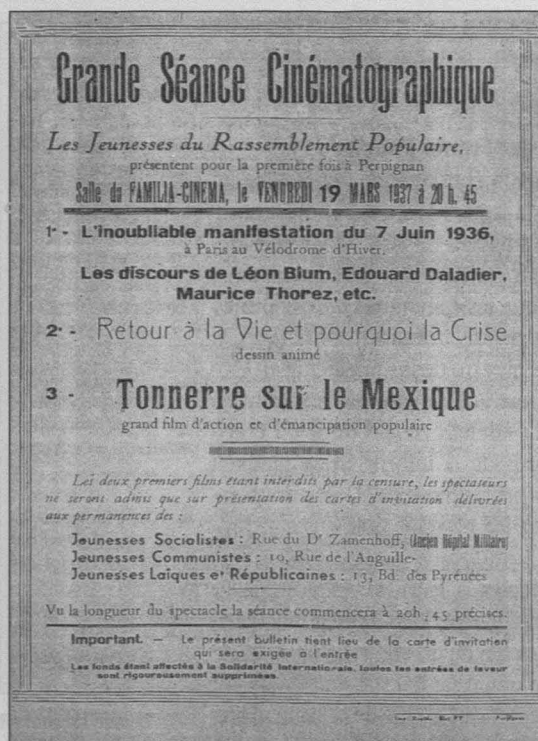 Grande Séance Cinématographique
Les Jeunesses du Rassemblement Populaire,
présentent pour la première fois à Perpignan
Salle du FAMILIA-CINEMA, le VENDREDI 19 MARS 1937 à 20 h. 45
1° - L'inoubliable manifestation du 7 Juin 1936,
à Paris au Vélodrome d'Hiver.
Les discours de Léon Blum, Edouard Daladier,
Maurice Thorez, etc.
2° - Retour à la Vie et pourquoi la Crise
dessin animé
3 - Tonnerre sur le Mexique
grand film d'action et d'émancipation populaire
Les deux premiers films étant interdits par la censure, les spectateurs
ne seront admis que sur présentation des cartes d'invitation délivrées
aux permanences des :
Jeunesses Socialistes : Rue du Dr Zamenhoff, (Ancien Hôpital Militaire)
Jeunesses Communistes : 10, Rue de l'Anguille-
Jeunesses Laïques et Républicaines : 13, Bd. des Pyrénées
Vu la longueur du spectacle la séance commencera à 20h,45 précises.
Important. — Le présent bulletin tient lieu de la carte d'invitation
qui sera exigée à l'entrée
Les fonds étant affectés à la Solidarité Internationale, toutes les entrées de faveur
sont rigoureusement supprimées.